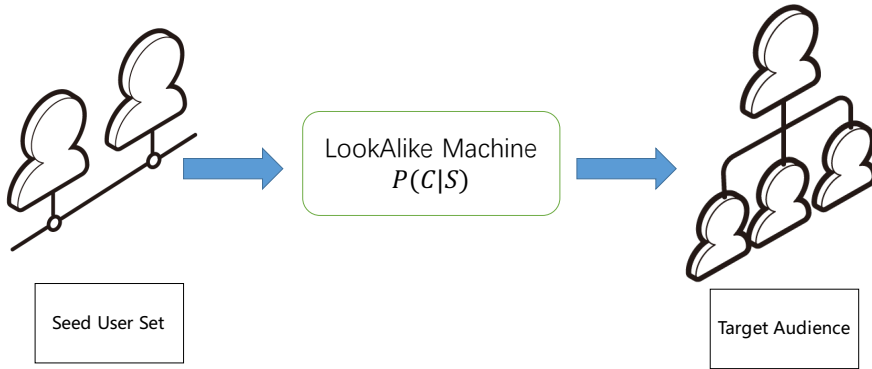 LookAlike Machine
P(C|S)
Seed User Set
Target Audience